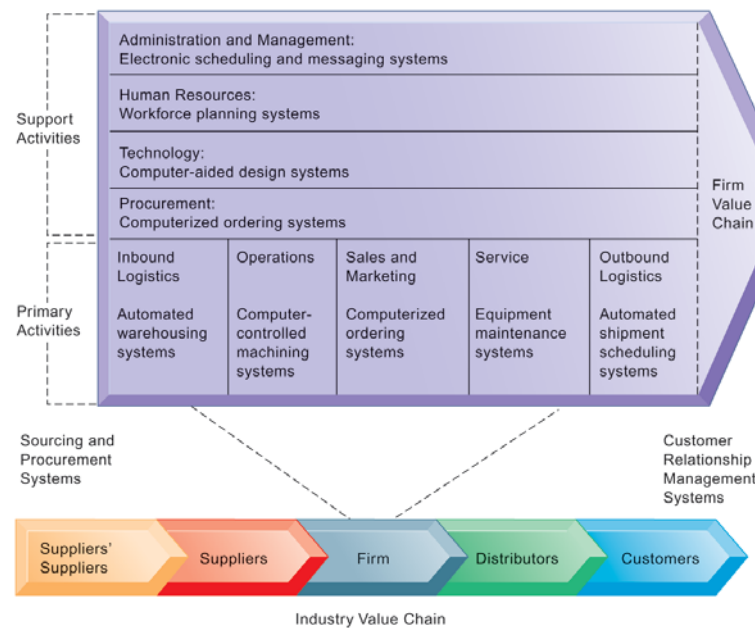 Administration and Management:
Electronic scheduling and messaging systems
Human Resources:
Workforce planning systems
Support
Activities
Technology:
Computer-aided design systems
Procurement:
Computerized ordering systems
Firm
Value
Chain
Primary
Activities
Inbound
Logistics
Automated
warehousing
systems
Operations
Computer-
controlled
machining
systems
Sales and
Marketing
Computerized
ordering
systems
Service
Equipment
maintenance
systems
Outbound
Logistics
Automated
shipment
scheduling
systems
Sourcing and
Procurement
Systems
Customer
Relationship
Management
Systems
Suppliers'
Suppliers
Suppliers
Firm
Distributors
Customers
Industry Value Chain